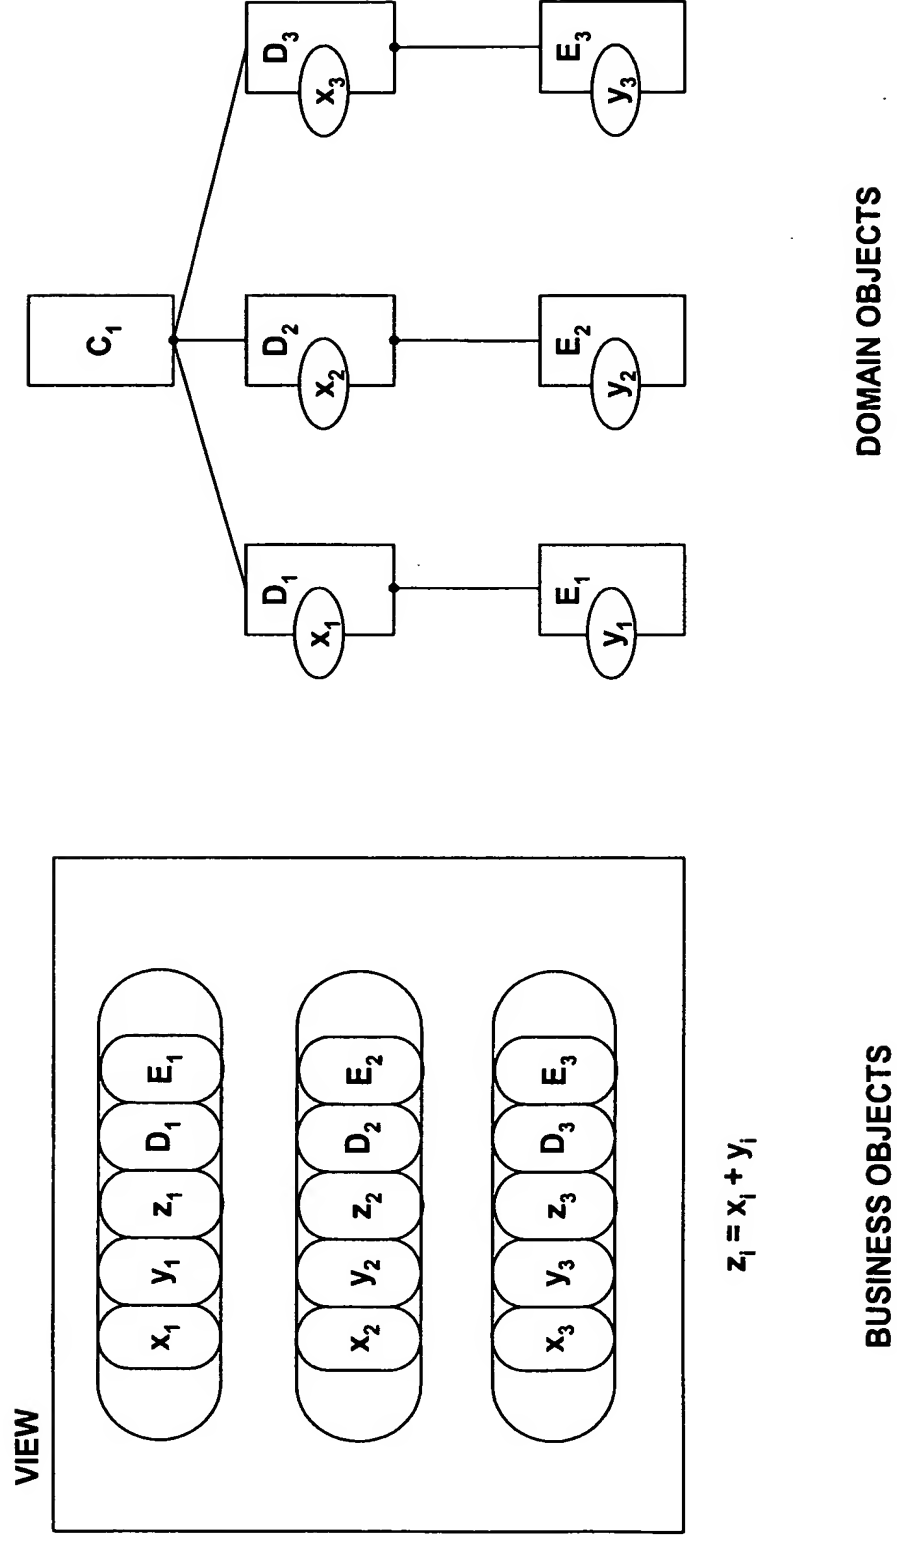 VIEW
x₁ y₁ z₁ D₁ E₁
x₂ y₂ z₂ D₂ E₂
x₃ y₃ z₃ D₃ E₃
zᵢ = xᵢ + yᵢ
BUSINESS OBJECTS
C₁
D₁ D₂ D₃
x₁ x₂ x₃
E₁ E₂ E₃
y₁ y₂ y₃
DOMAIN OBJECTS